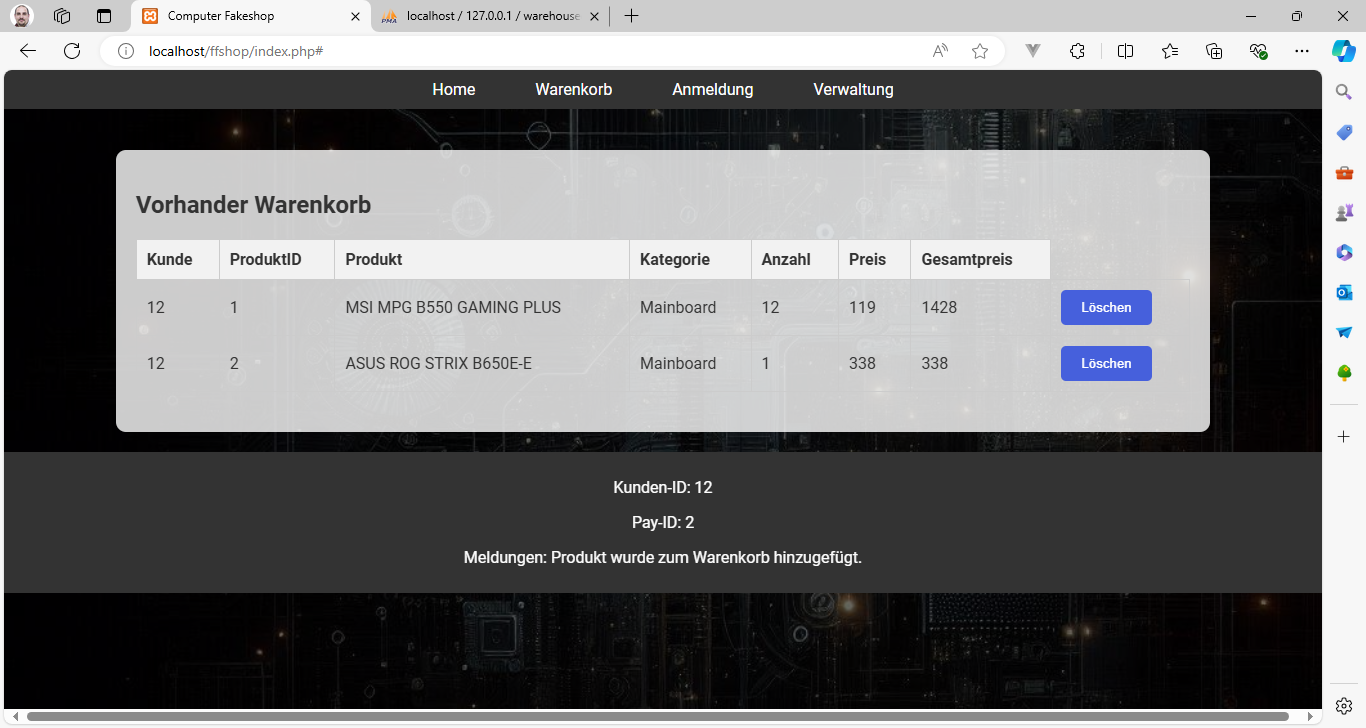 Computer Fakeshop
localhost / 127.0.0.1 / warehouse
localhost/ffshop/index.php#
Home Warenkorb Anmeldung Verwaltung
Vorhander Warenkorb
Kunde ProduktID Produkt Kategorie Anzahl Preis Gesamtpreis
12 1 MSI MPG B550 GAMING PLUS Mainboard 12 119 1428 Löschen
12 2 ASUS ROG STRIX B650E-E Mainboard 1 338 338 Löschen
Kunden-ID: 12
Pay-ID: 2
Meldungen: Produkt wurde zum Warenkorb hinzugefügt.